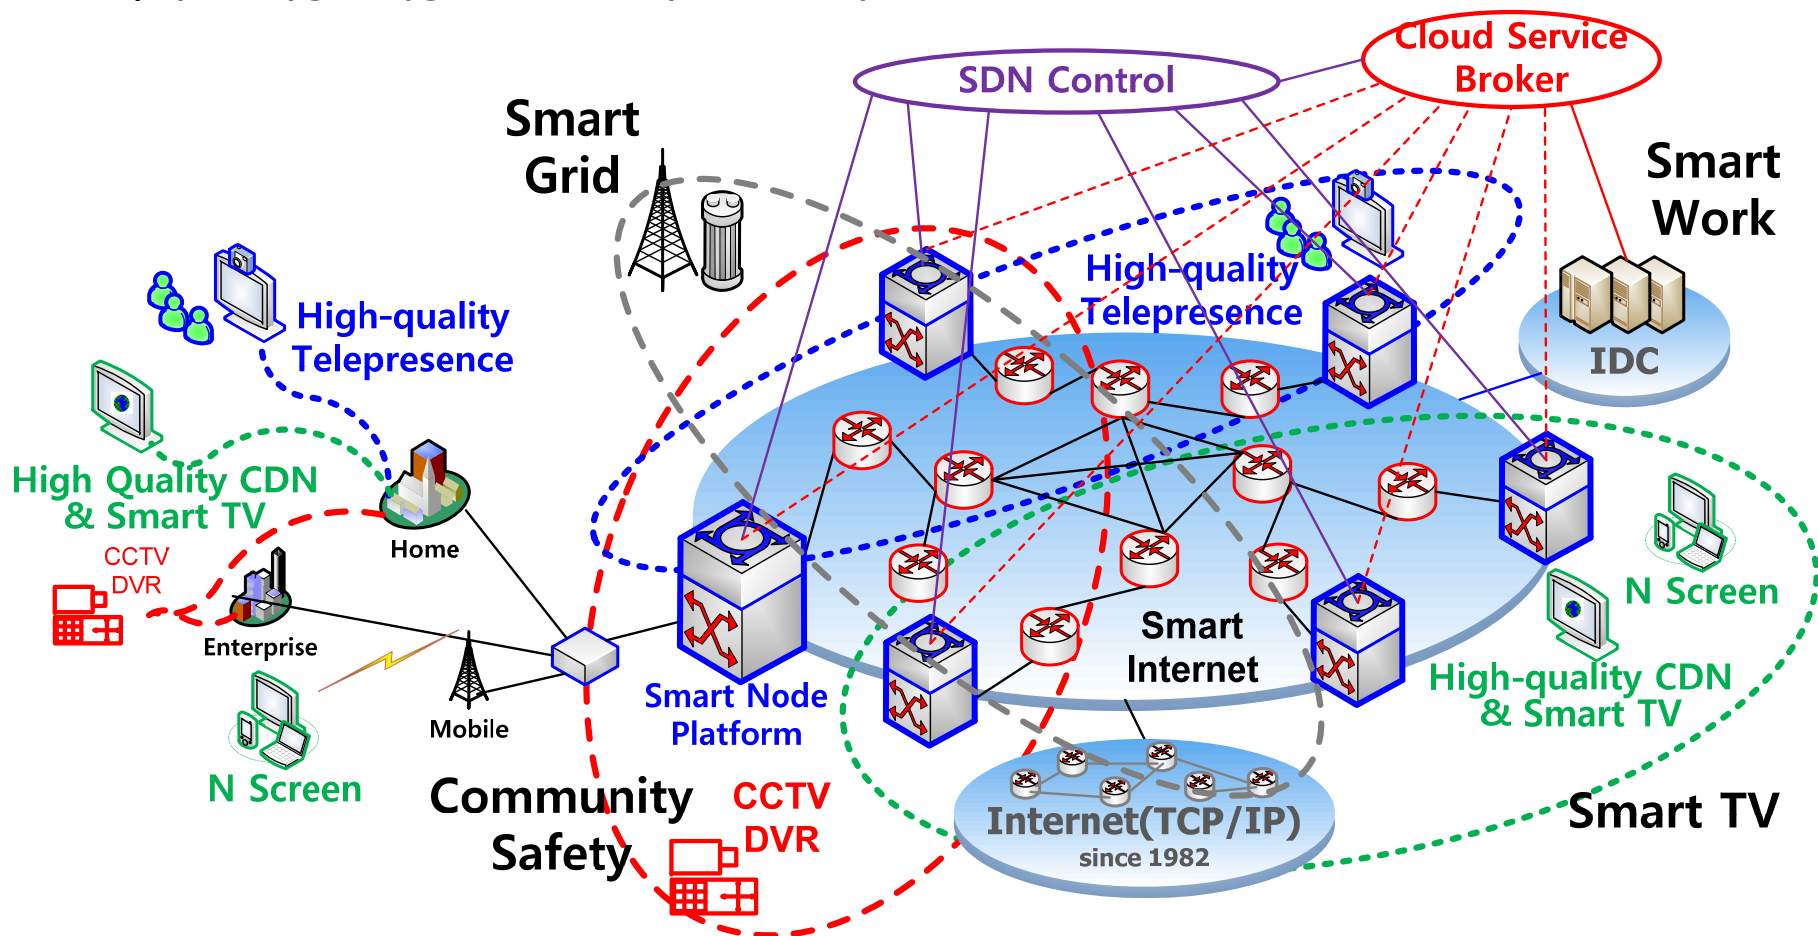 Cloud Service
Broker
SDN Control
Smart
Grid
Smart
Work
High-quality
Telepresence
High-quality
Telepresence
IDC
High Quality CDN
& Smart TV
Home
CCTV
DVR
Enterprise
Mobile
N Screen
Smart Node
Platform
Smart
Internet
N Screen
High-quality CDN
& Smart TV
Community
Safety
CCTV
DVR
Internet(TCP/IP)
since 1982
Smart TV